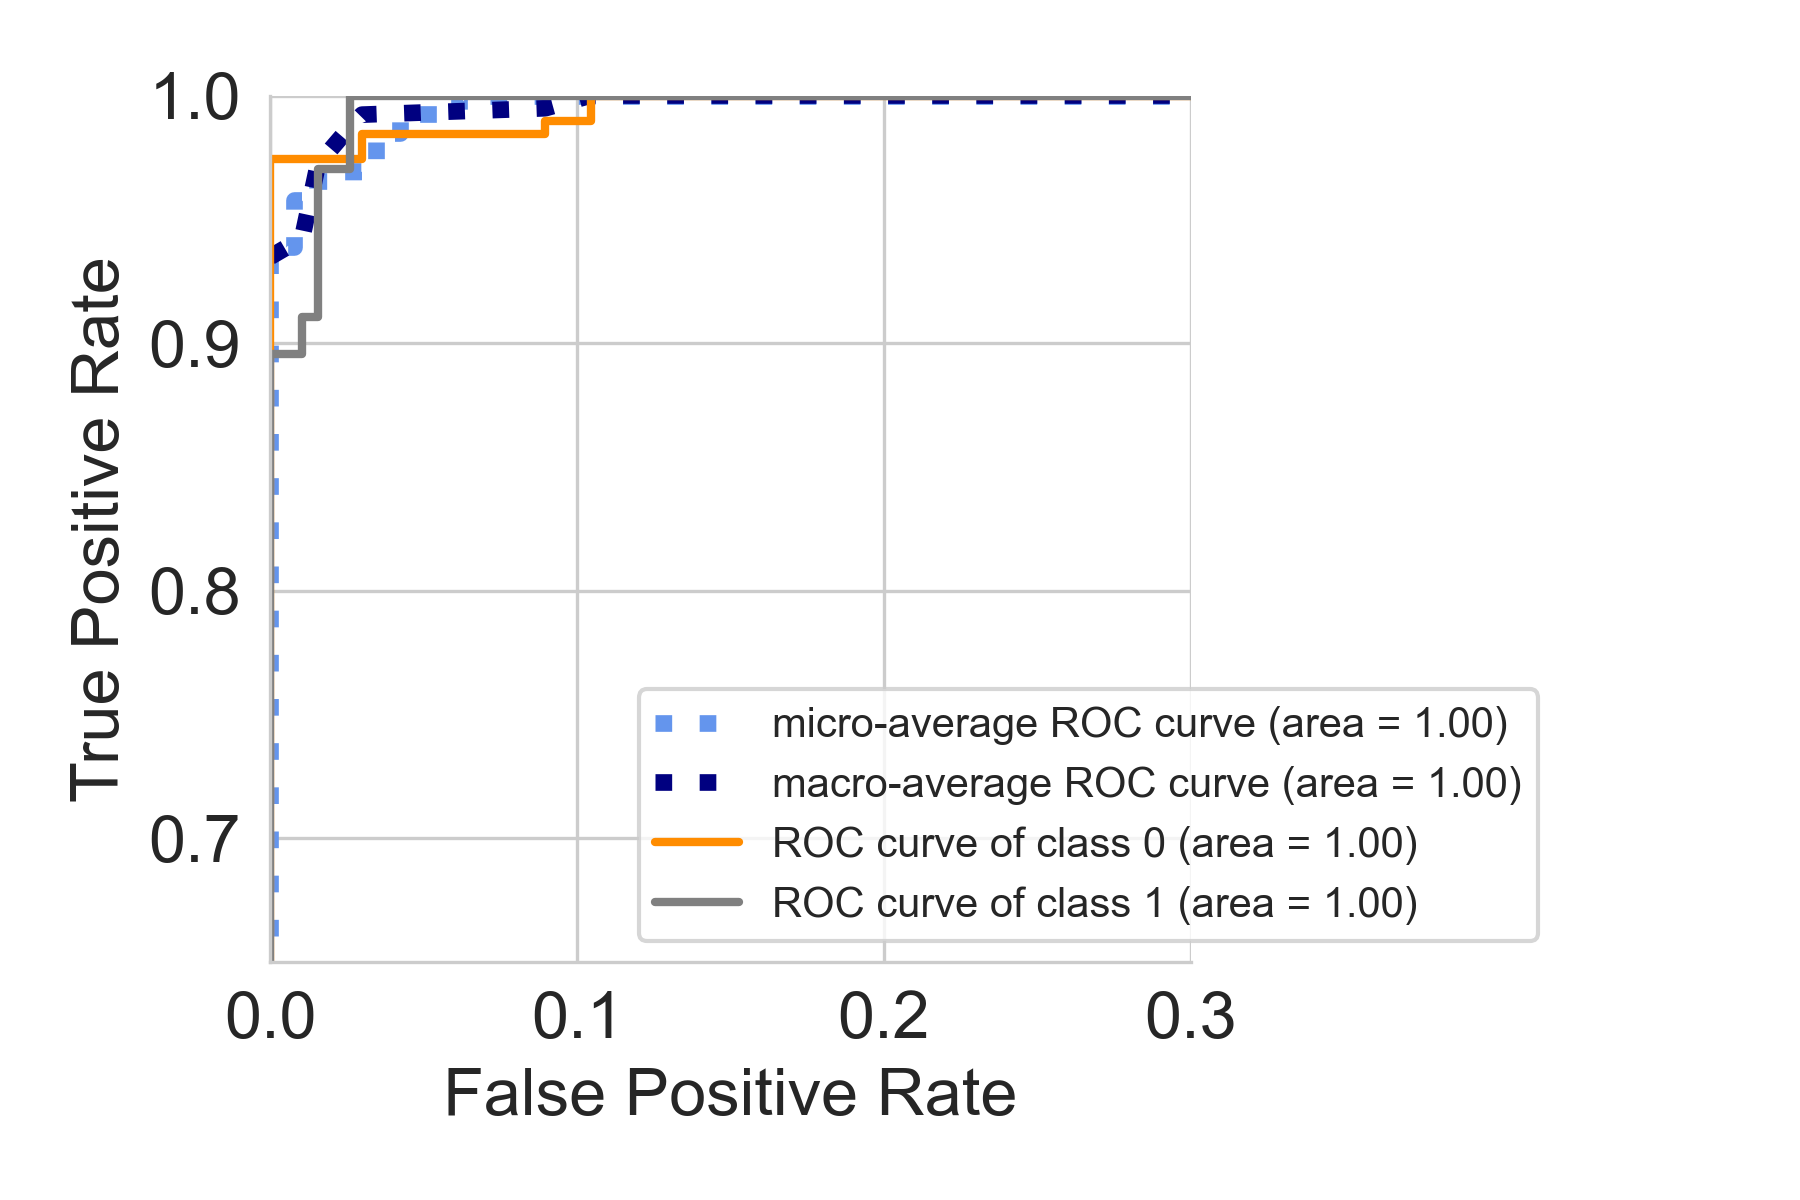 1.0
0.9
0.8
0.7
True Positive Rate
micro-average ROC curve (area = 1.00)
macro-average ROC curve (area = 1.00)
ROC curve of class 0 (area = 1.00)
ROC curve of class 1 (area = 1.00)
0.0 0.1 0.2 0.3
False Positive Rate